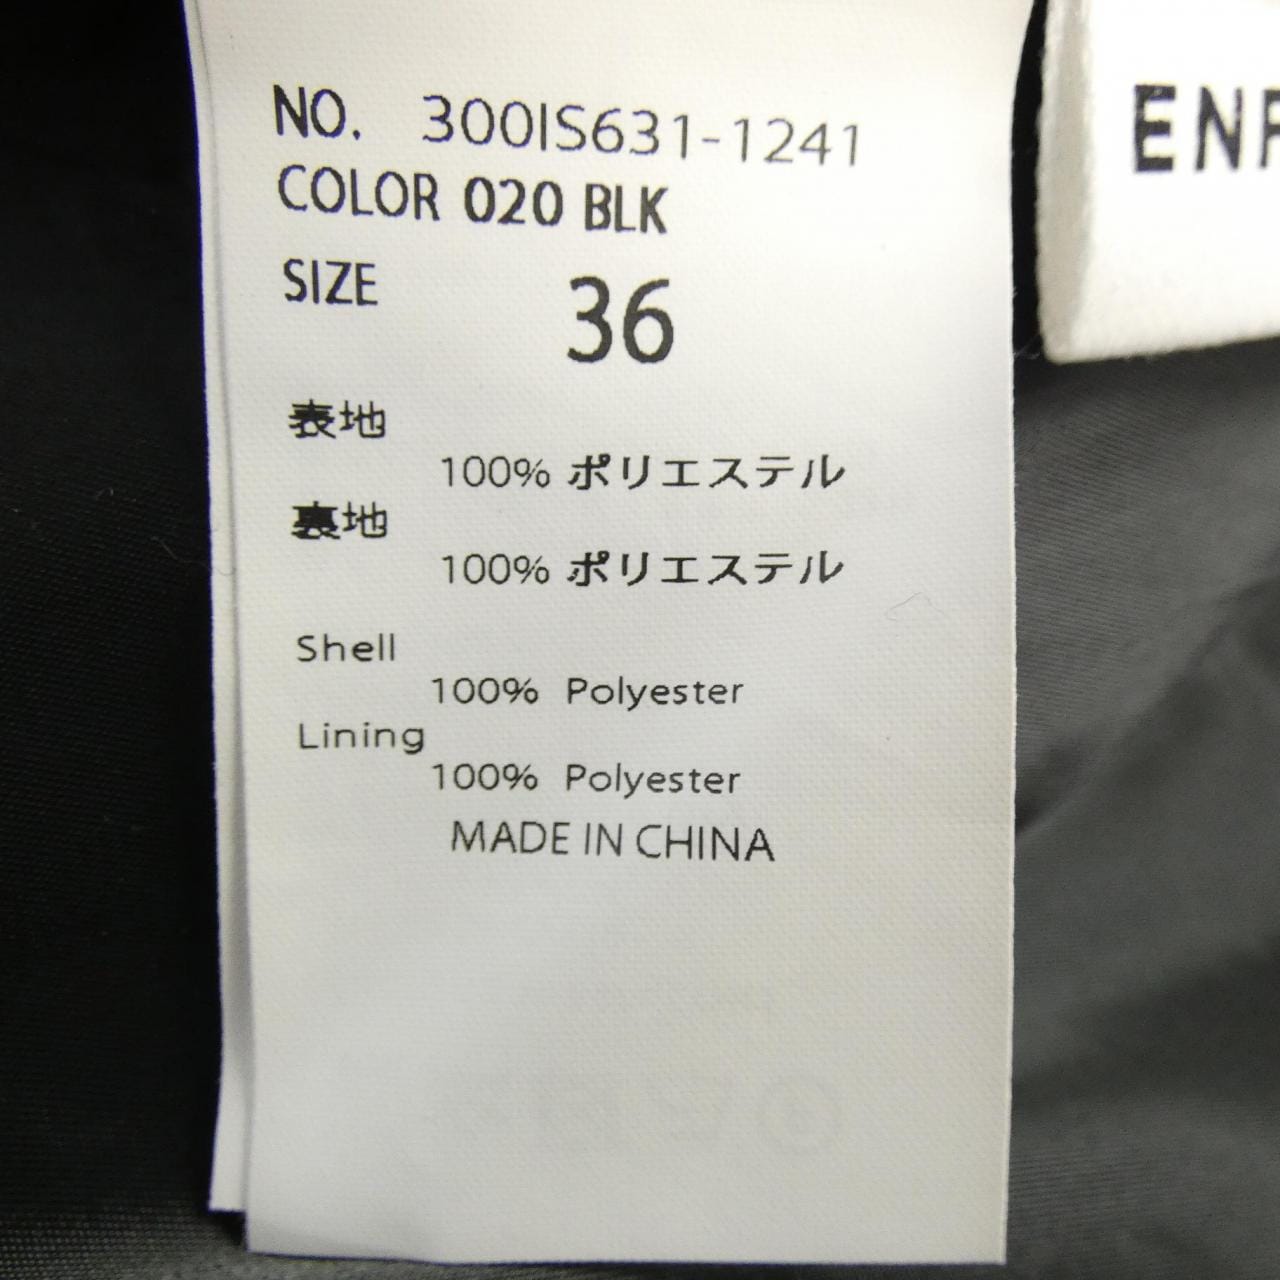 NO. 300IS631-1241
COLOR 020 BLK
SIZE 36
表地
100% ポリエステル
裏地
100% ポリエステル
Shell
100% Polyester
Lining
100% Polyester
MADE IN CHINA